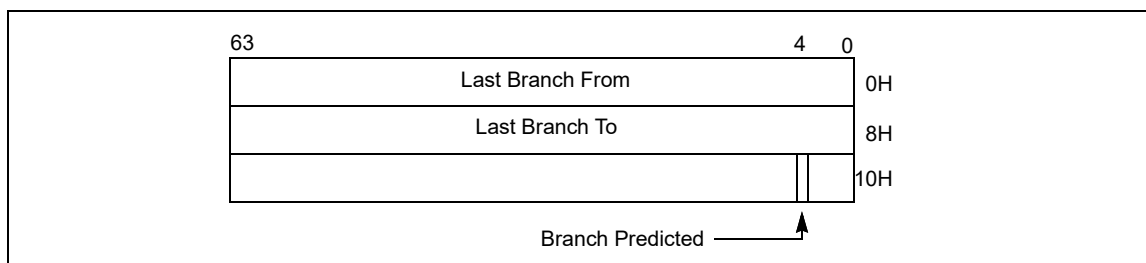 63 4 0
Last Branch From 0H
Last Branch To 8H
10H
Branch Predicted